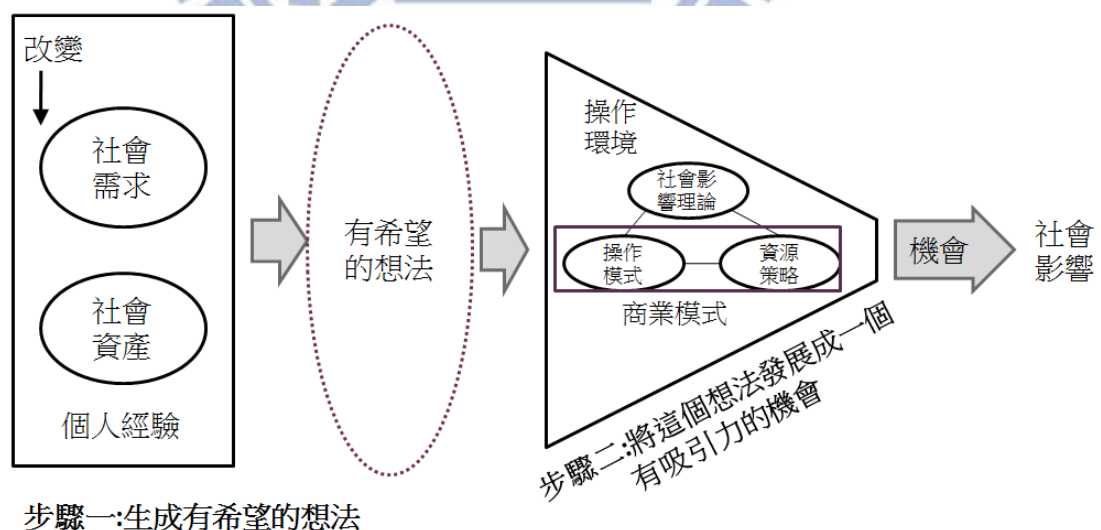 改變
社會
需求
社會
資產
個人經驗
步驟一:生成有希望的想法
有希望
的想法
操作
環境
社會影
響理論
操作
模式
資源
策略
商業模式
步驟二:將這個想法發展成一個
有吸引力的機會
機會
社會
影響